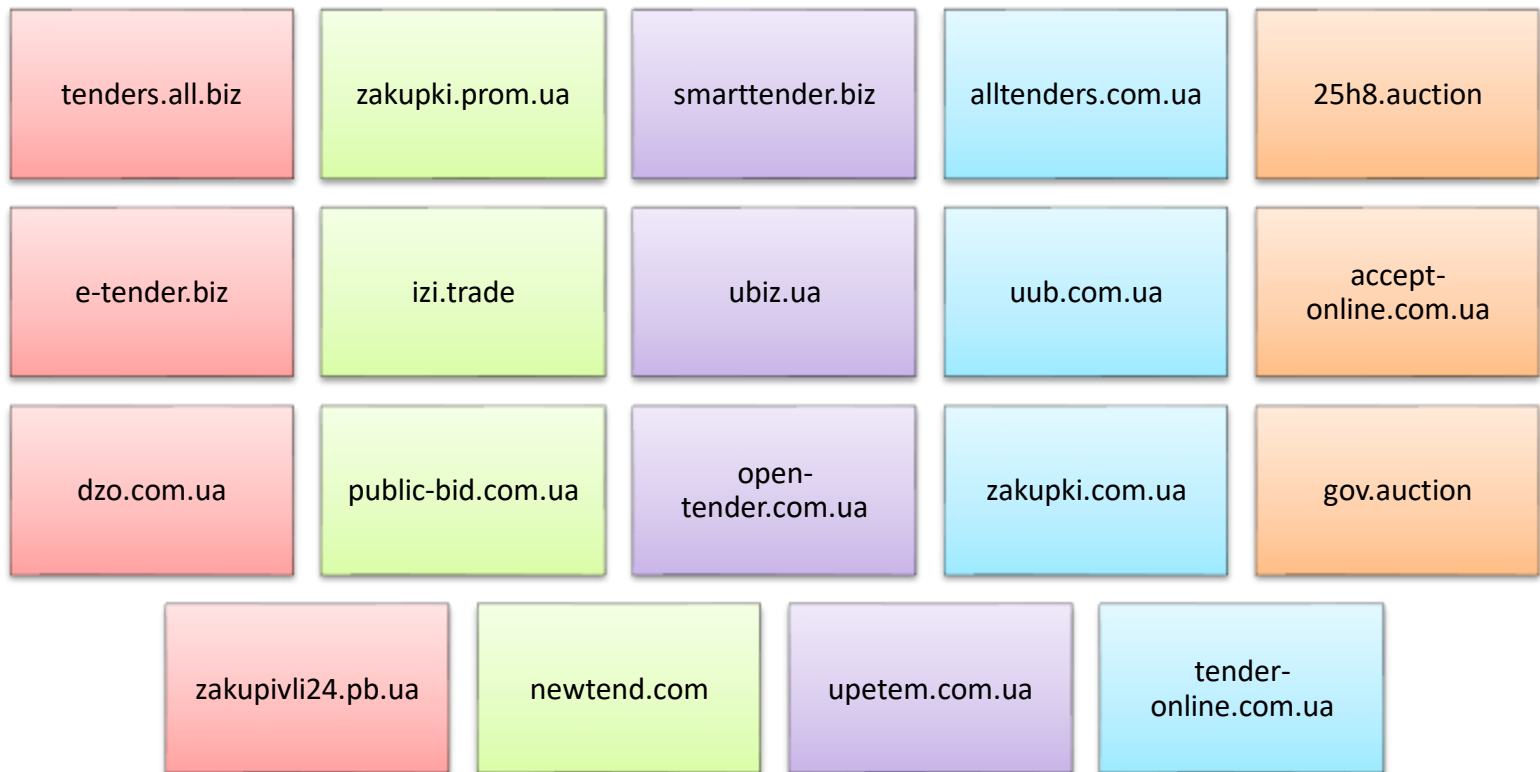 tenders.all.biz
zakupki.prom.ua
smarttender.biz
alltenders.com.ua
25h8.auction
e-tender.biz
izi.trade
ubiz.ua
uub.com.ua
accept-
online.com.ua
dzo.com.ua
public-bid.com.ua
open-
tender.com.ua
zakupki.com.ua
gov.auction
zakupivli24.pb.ua
newtend.com
upetem.com.ua
tender-
online.com.ua